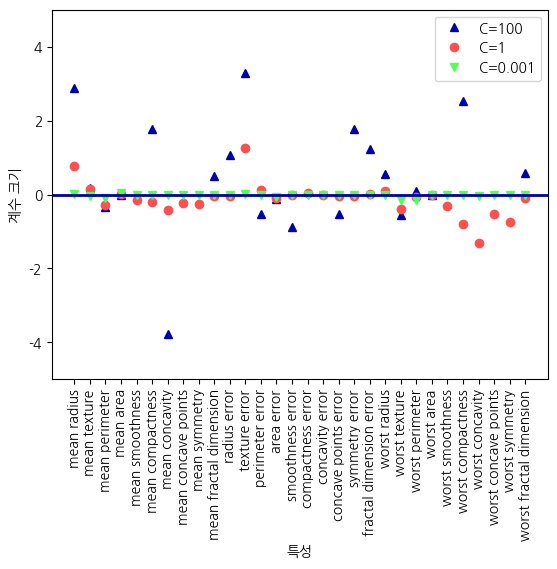 C=100
C=1
C=0.001
4
2
0
-2
-4
계수 크기
mean radius
mean texture
mean perimeter
mean area
mean smoothness
mean compactness
mean concavity
mean concave points
mean symmetry
mean fractal dimension
radius error
texture error
perimeter error
area error
smoothness error
compactness error
concavity error
concave points error
symmetry error
fractal dimension error
worst radius
worst texture
worst perimeter
worst area
worst smoothness
worst compactness
worst concavity
worst concave points
worst symmetry
worst fractal dimension
특성